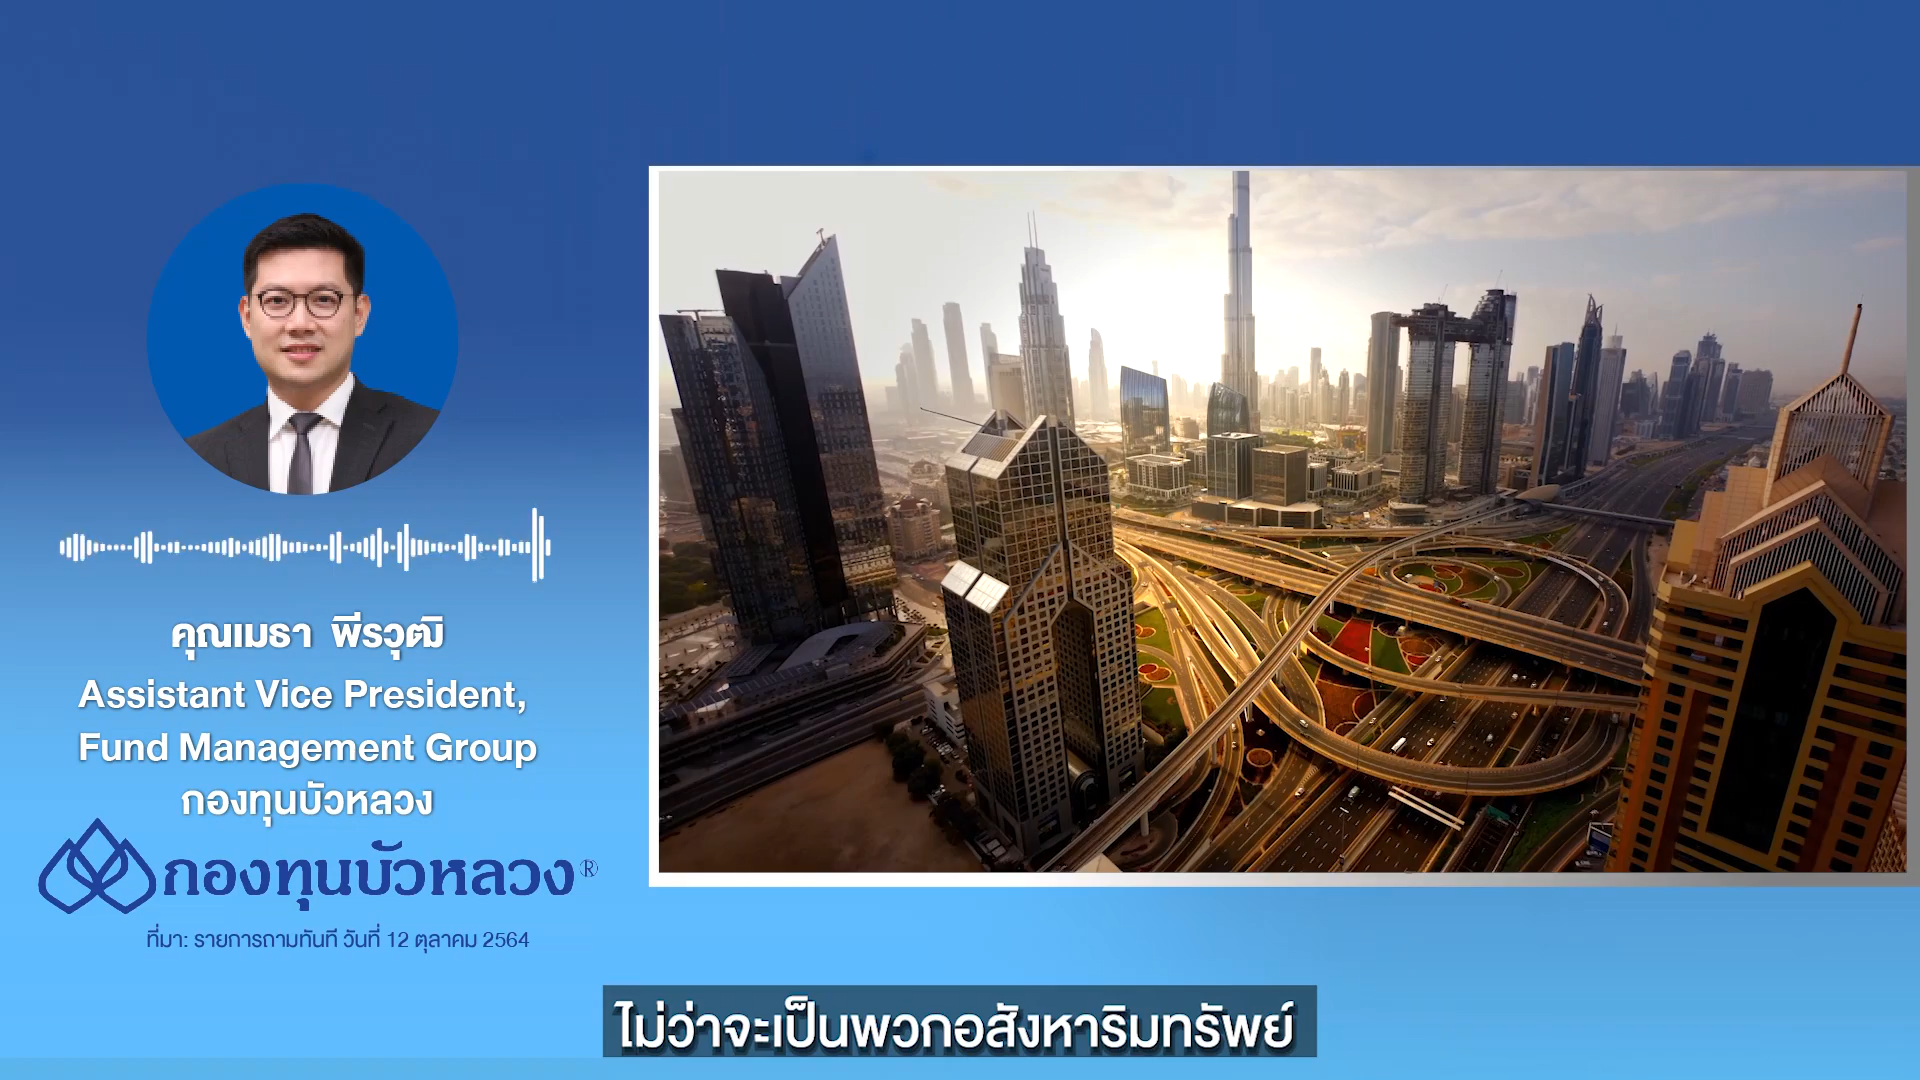 คุณเมธา พีรวุฒิ
Assistant Vice President,
Fund Management Group
กองทุนบัวหลวง
กองทุนบัวหลวง®
ที่มา: รายการถามทันที วันที่ 12 ตุลาคม 2564
ไม่ว่าจะเป็นพวกอสังหาริมทรัพย์